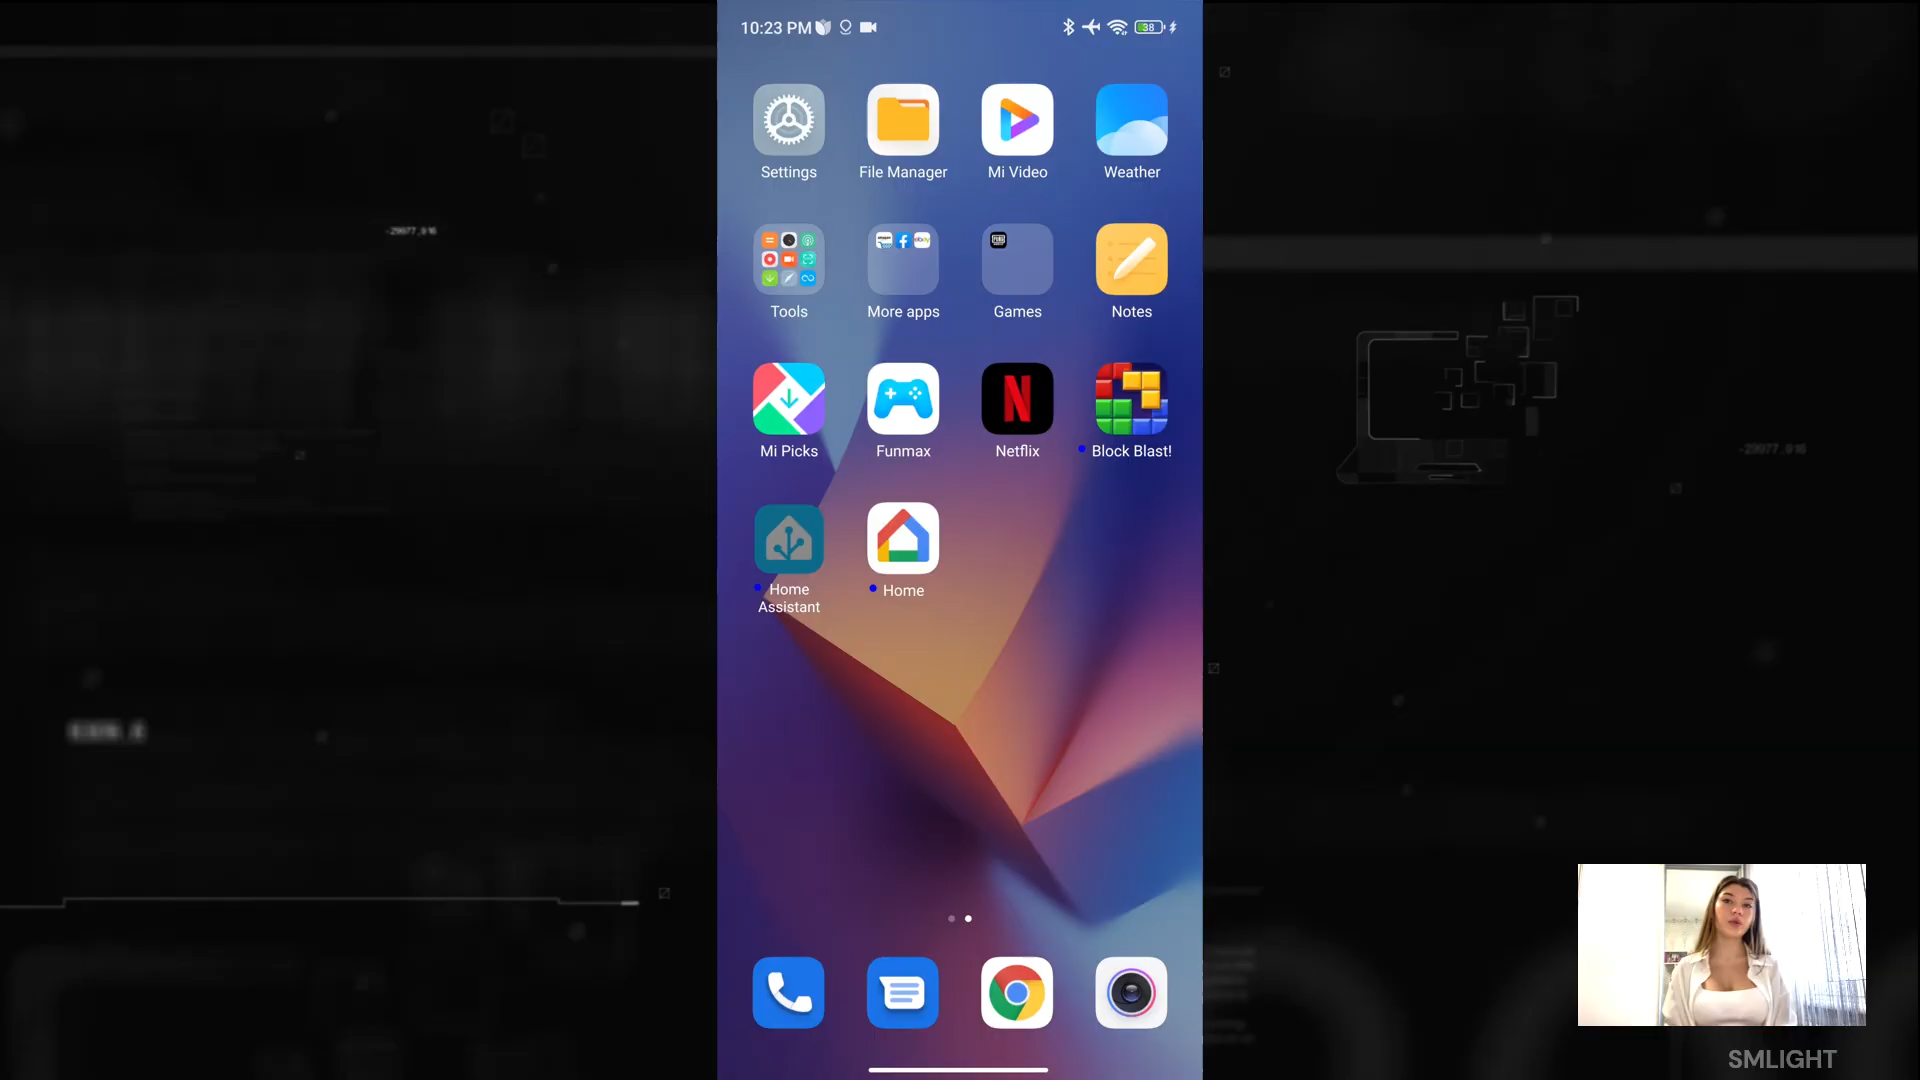 10:23 PM
38
Settings
File Manager
Mi Video
Weather
Tools
More apps
Games
Notes
Mi Picks
Funmax
Netflix
Block Blast!
Home
Assistant
Home
SMLIGHT